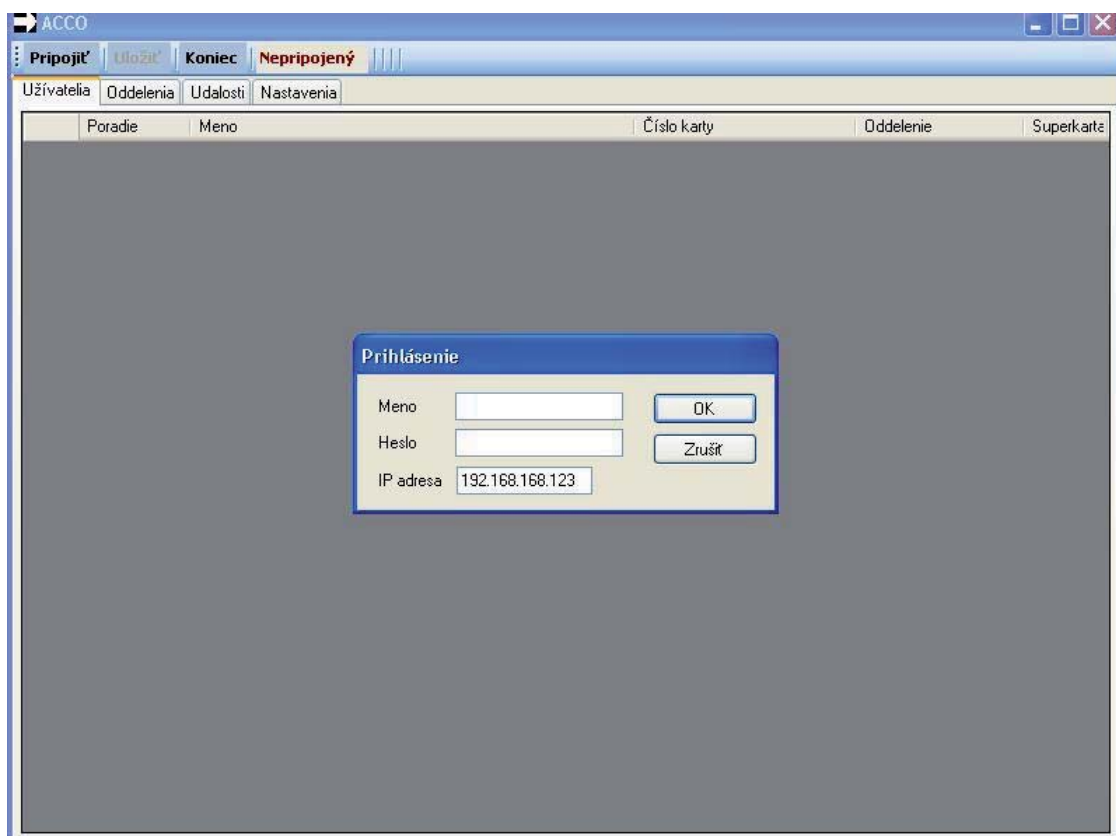 ACCO
Pripojiť Uložiť Koniec Nepripojený
Užívatelia Oddelenia Udalosti Nastavenia
Poradie Meno Číslo karty Oddelenie Superkarta
Prihlásenie
Meno OK
Heslo Zrušiť
IP adresa 192.168.168.123